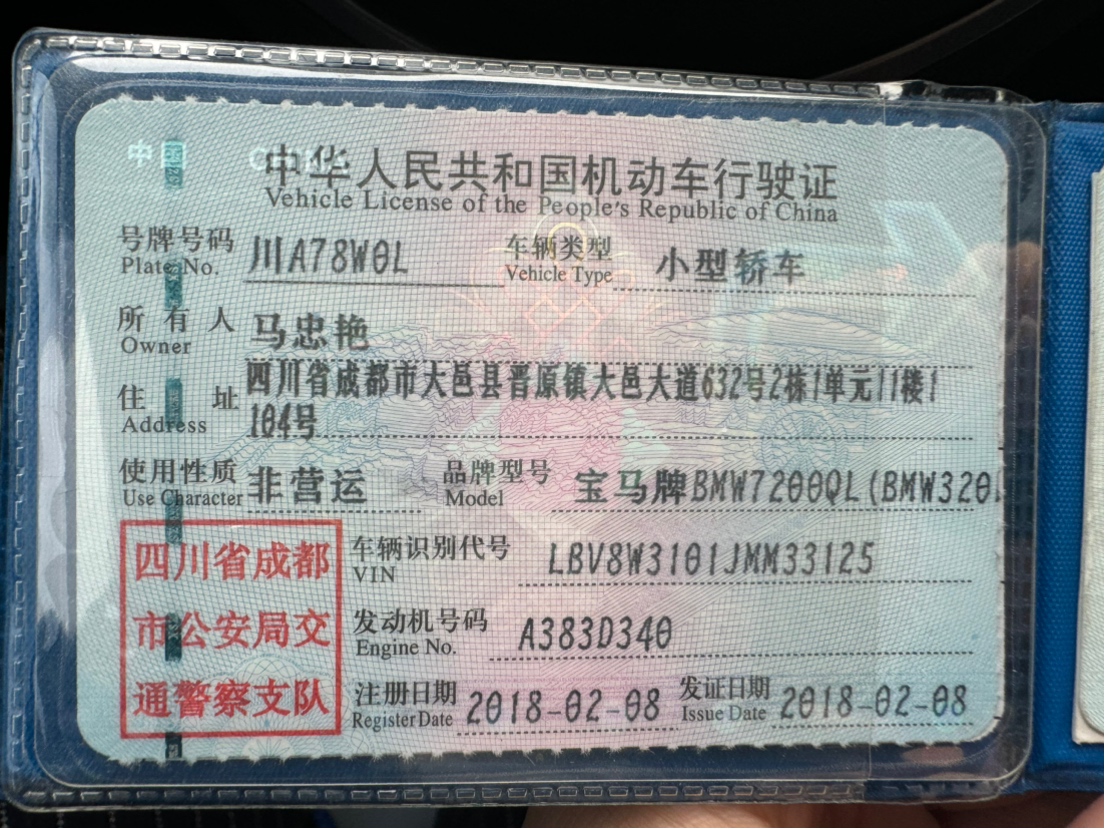 中国 CHINA
中华人民共和国机动车行驶证
Vehicle License of the People's Republic of China
号牌号码 川A78W0L 车辆类型 小型轿车
Plate No. Vehicle Type
所有人 马忠艳
Owner
四川省成都市大邑县晋原镇大邑大道632号2栋1单元11楼1
住址 104号
Address
使用性质 非营运 品牌型号 宝马牌BMW7200QL(BMW320
Use Character Model
四川省成都 车辆识别代号 LBV8W3101JMM33125
VIN
市公安局交 发动机号码 A383D340
Engine No.
通警察支队 注册日期 2018-02-08 发证日期 2018-02-08
Register Date Issue Date